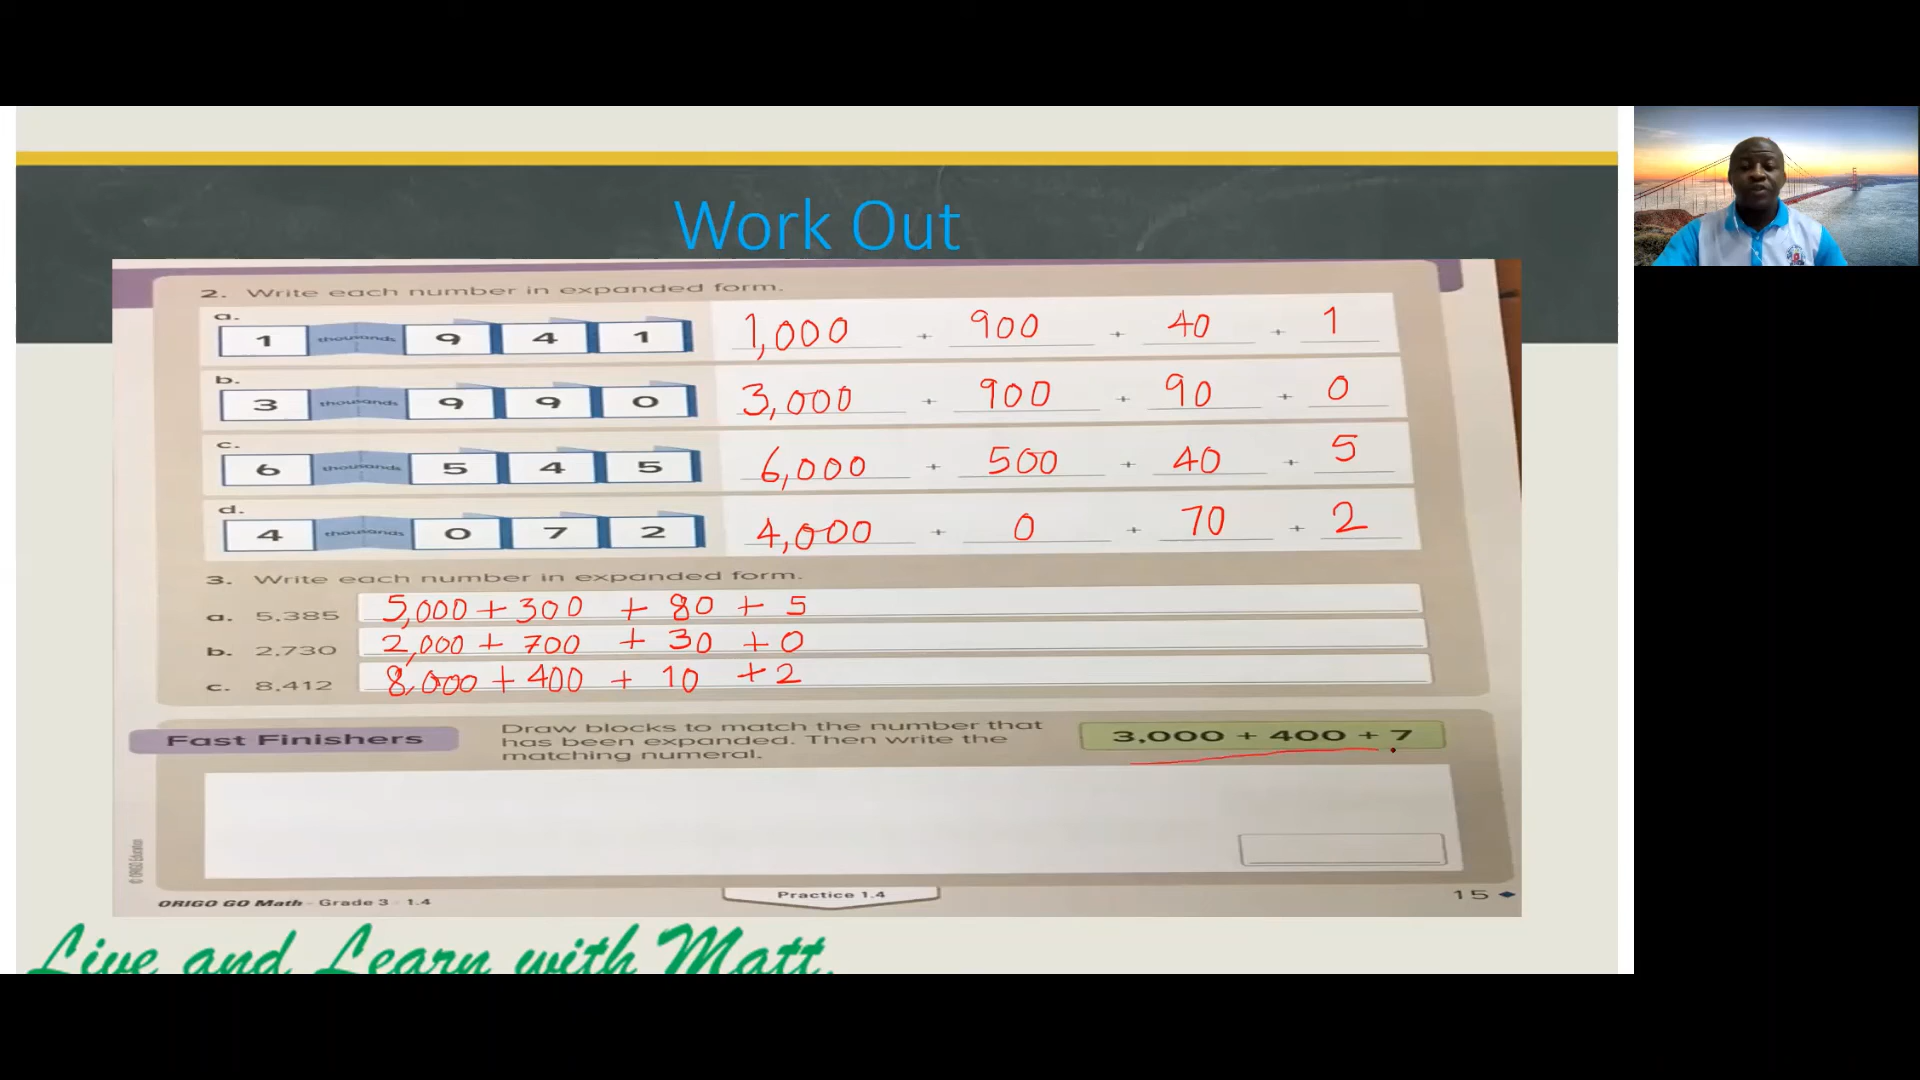 Work Out
2. Write each number in expanded form.
a.
1 thousands 9 4 1 1,000 + 900 + 40 + 1
b.
3 thousands 9 9 0 3,000 + 900 + 90 + 0
c.
6 thousands 5 4 5 6,000 + 500 + 40 + 5
d.
4 thousands 0 7 2 4,000 + 0 + 70 + 2
3. Write each number in expanded form.
a. 5,385 5,000 + 300 + 80 + 5
b. 2,730 2,000 + 700 + 30 + 0
c. 8,412 8,000 + 400 + 10 + 2
Fast Finishers
Draw blocks to match the number that
has been expanded. Then write the
matching numeral.
3,000 + 400 + 7
© ORIGO Education
ORIGO GO Math - Grade 3 - 1.4
Practice 1.4
15
Live and Learn with Matt.